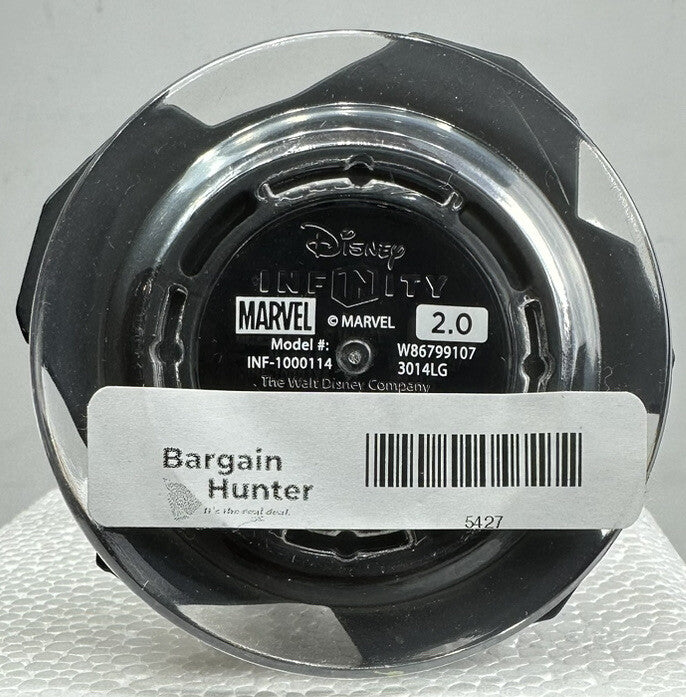 Disney
INFINITY
MARVEL © MARVEL 2.0
Model #: W86799107
INF-1000114 3014LG
The Walt Disney Company
Bargain
Hunter
It's the real deal.
5427